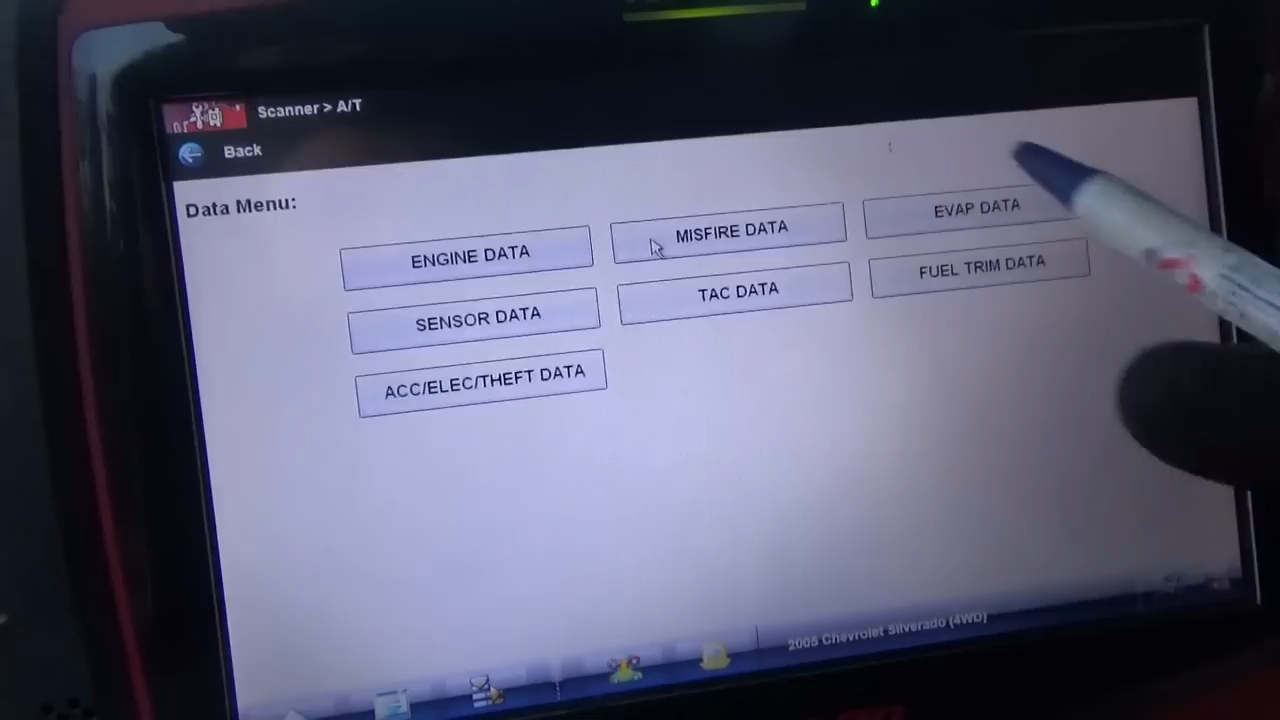 Scanner > A/T
Back
Data Menu:
ENGINE DATA
MISFIRE DATA
EVAP DATA
SENSOR DATA
TAC DATA
FUEL TRIM DATA
ACC/ELEC/THEFT DATA
2005 Chevrolet Silverado (4WD)